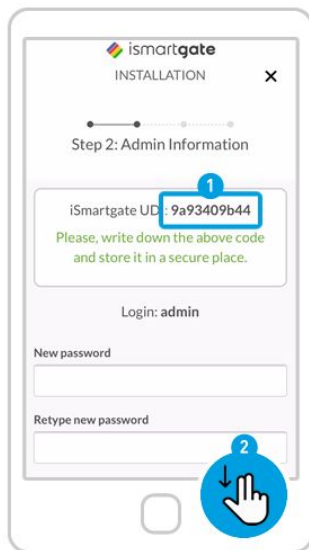 ismartgate
INSTALLATION
Step 2: Admin Information
1
iSmartgate UDI: 9a93409b44
Please, write down the above code
and store it in a secure place.
Login: admin
New password
Retype new password
2